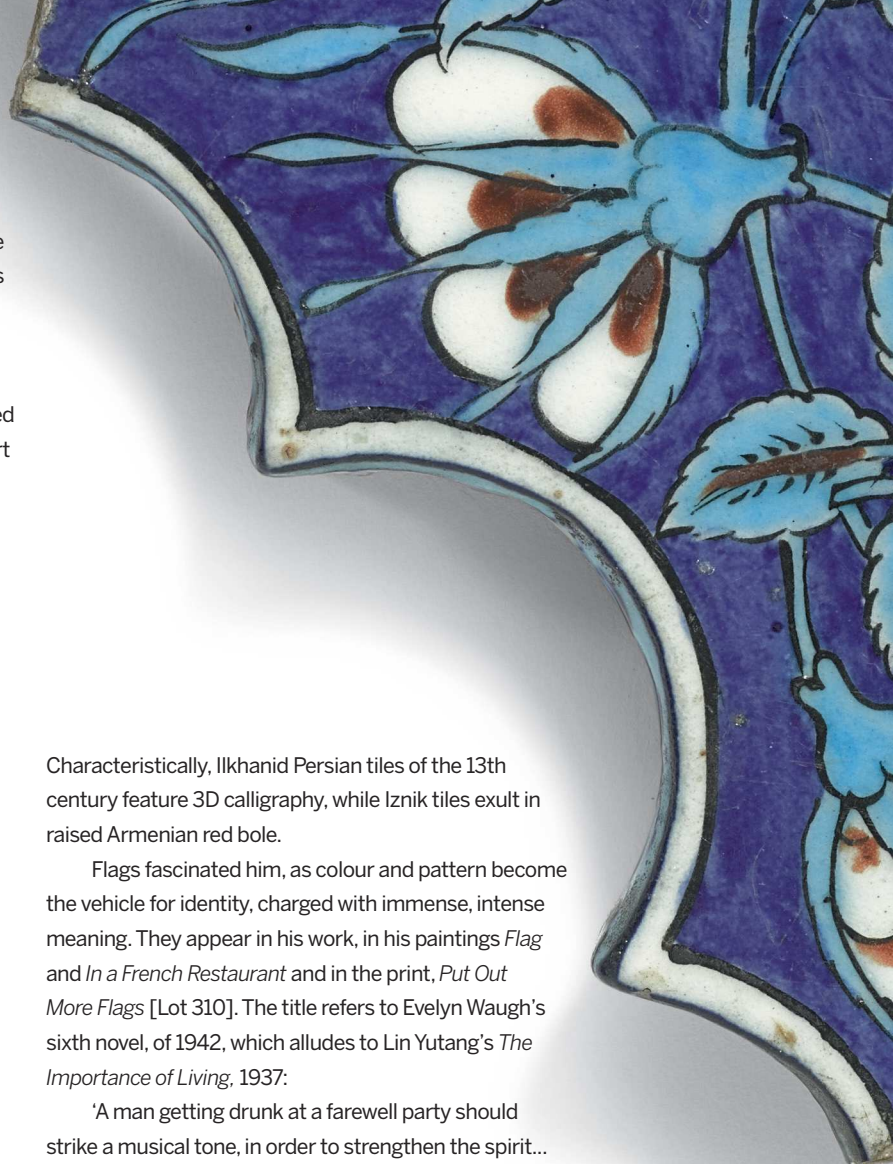 e
s
ed
rt
Characteristically, Ilkhanid Persian tiles of the 13th
century feature 3D calligraphy, while Iznik tiles exult in
raised Armenian red bole.
Flags fascinated him, as colour and pattern become
the vehicle for identity, charged with immense, intense
meaning. They appear in his work, in his paintings Flag
and In a French Restaurant and in the print, Put Out
More Flags [Lot 310]. The title refers to Evelyn Waugh’s
sixth novel, of 1942, which alludes to Lin Yutang’s The
Importance of Living, 1937:
‘A man getting drunk at a farewell party should
strike a musical tone, in order to strengthen the spirit...